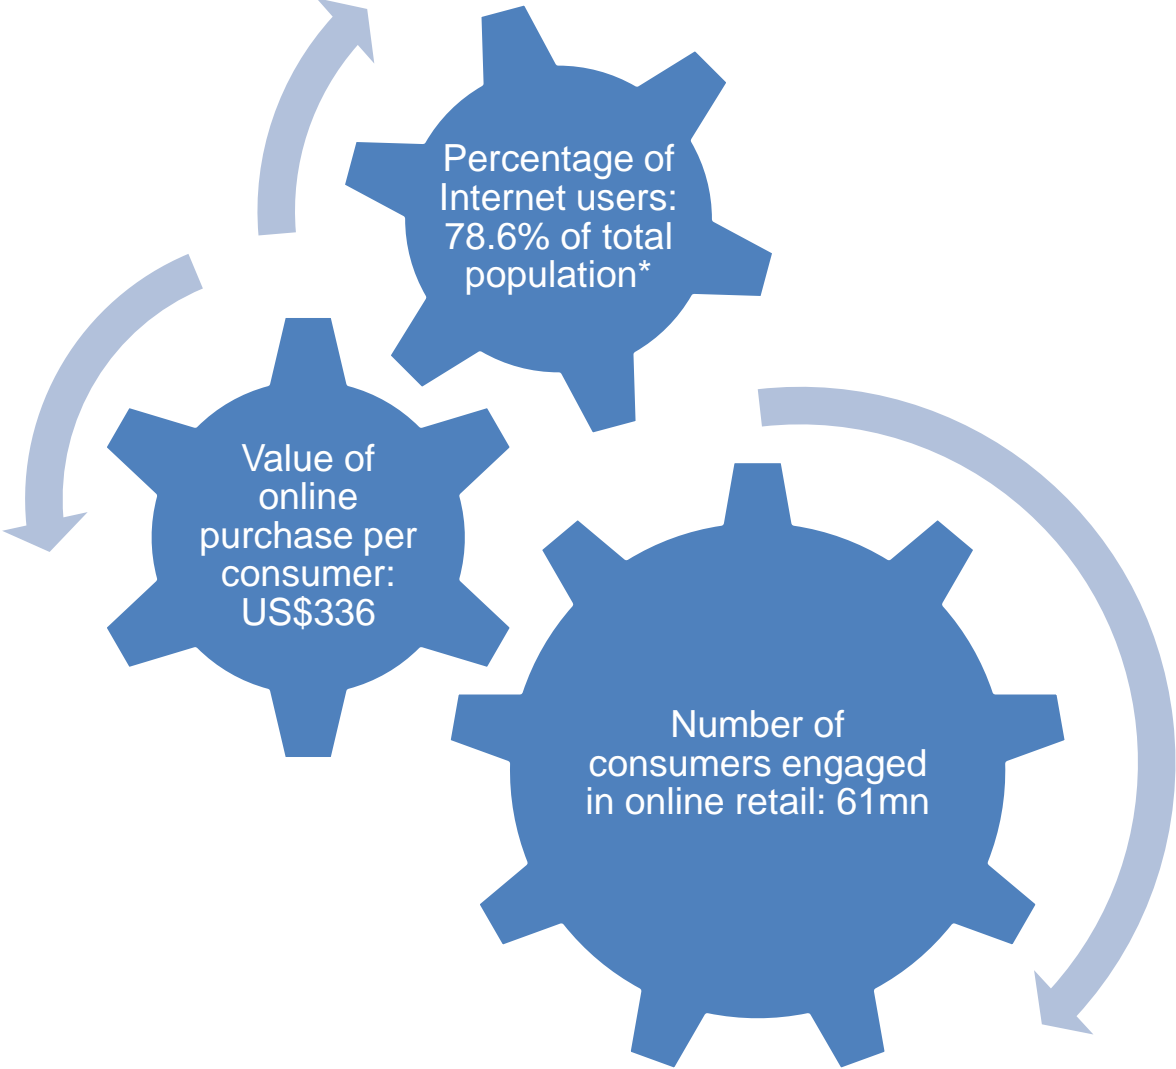 Percentage of
Internet users:
78.6% of total
population*
Value of
online
purchase per
consumer:
US$336
Number of
consumers engaged
in online retail: 61mn